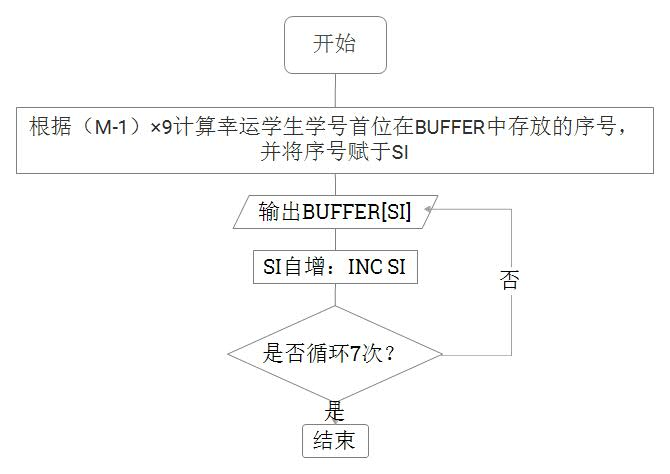 开始
根据（M-1）×9计算幸运学生学号首位在BUFFER中存放的序号，
并将序号赋于SI
输出BUFFER[SI]
SI自增：INC SI
否
是否循环7次？
是
结束